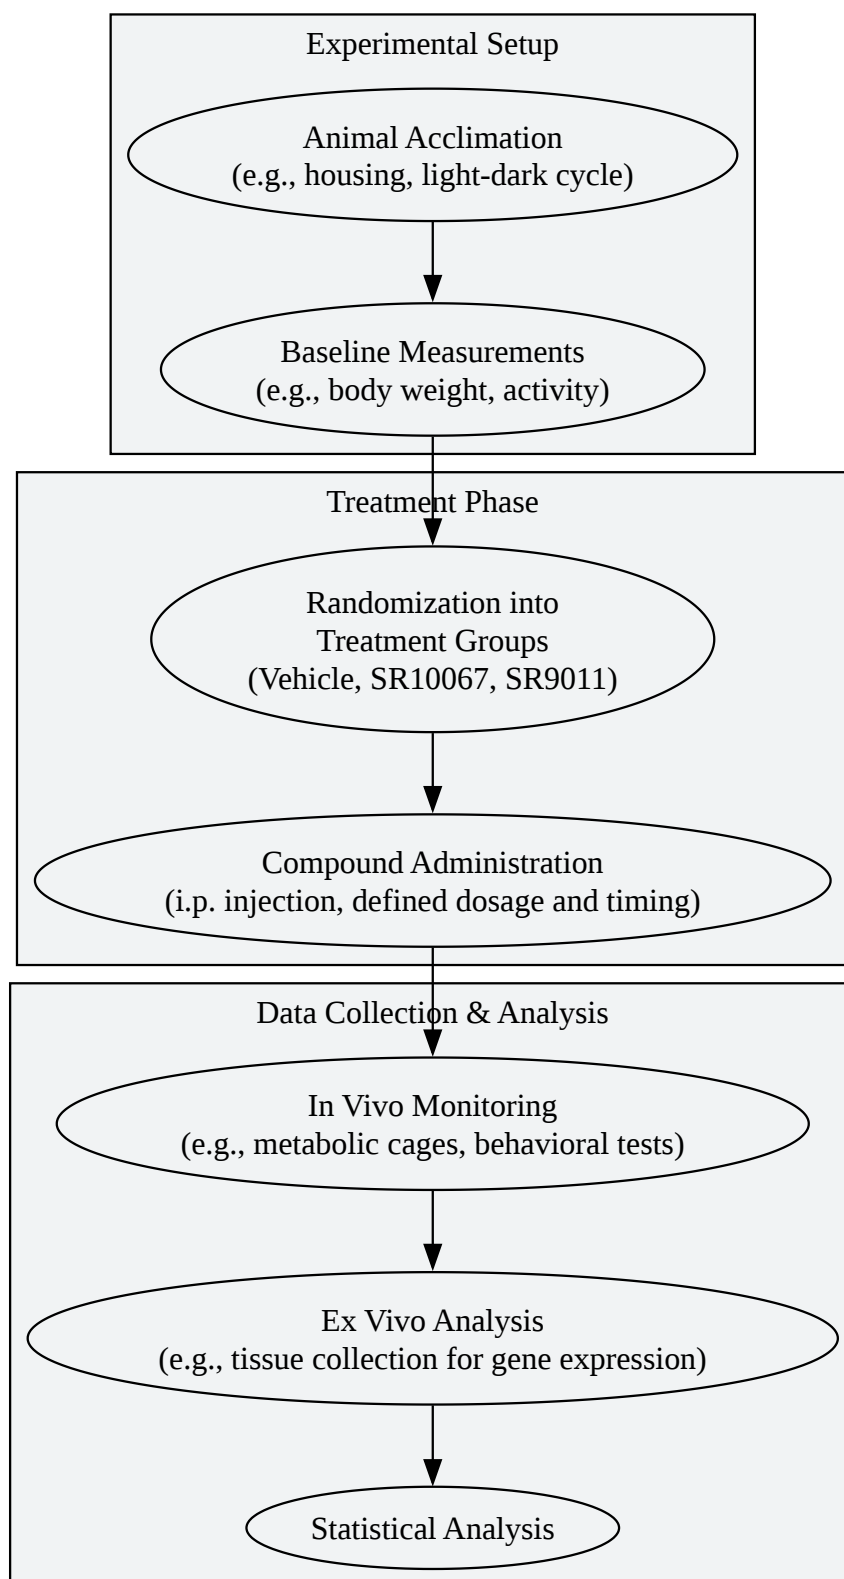 Experimental Setup
Animal Acclimation
(e.g., housing, light-dark cycle)
Baseline Measurements
(e.g., body weight, activity)
Treatment Phase
Randomization into
Treatment Groups
(Vehicle, SR10067, SR9011)
Compound Administration
(i.p. injection, defined dosage and timing)
Data Collection & Analysis
In Vivo Monitoring
(e.g., metabolic cages, behavioral tests)
Ex Vivo Analysis
(e.g., tissue collection for gene expression)
Statistical Analysis